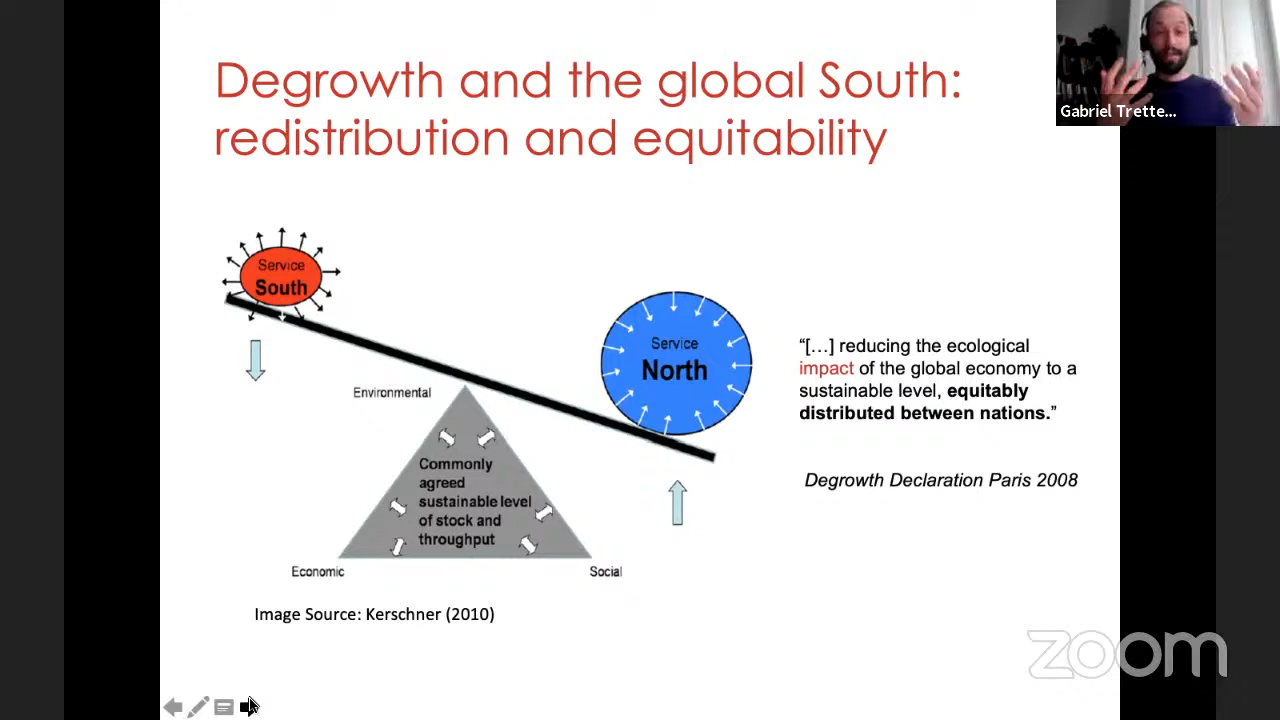 Degrowth and the global South:
redistribution and equitability
Gabriel Trette...
Service
South
Service
North
Environmental
Commonly
agreed
sustainable level
of stock and
throughput
Economic
Social
Image Source: Kerschner (2010)
“[…] reducing the ecological
impact of the global economy to a
sustainable level, equitably
distributed between nations.”
Degrowth Declaration Paris 2008
zoom